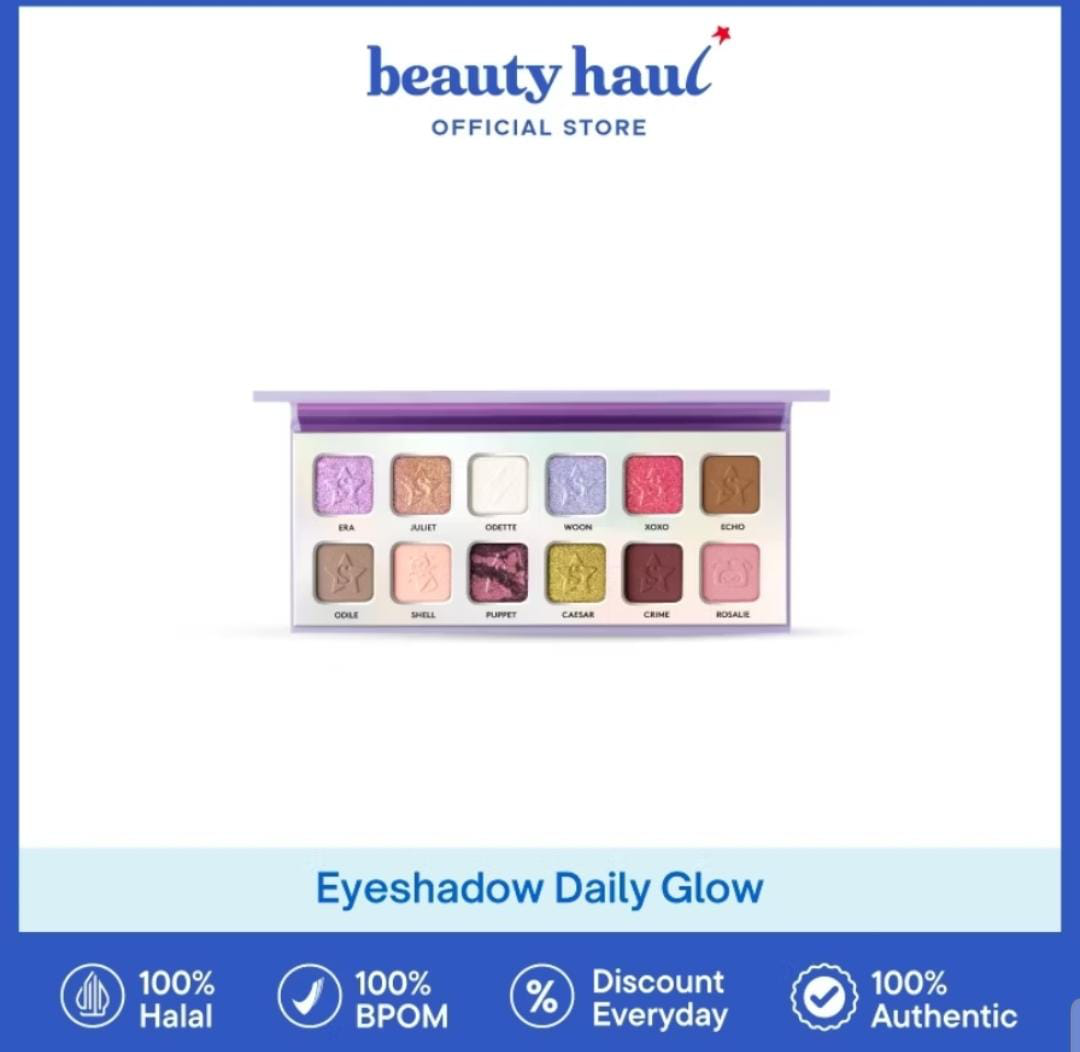 beauty haul
OFFICIAL STORE
ERA JULIET ODETTE WOON XOXO ECHO
ODILE SHELL PUPPET CAESAR CRIME ROSALIE
Eyeshadow Daily Glow
100% Halal
100% BPOM
Discount Everyday
100% Authentic